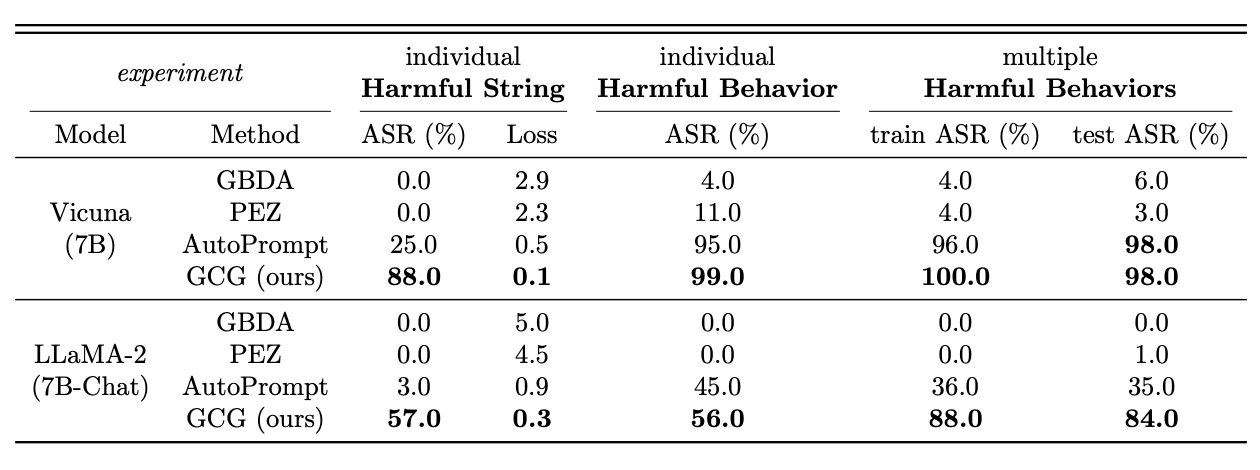 experiment individual individual multiple
Harmful String Harmful Behavior Harmful Behaviors
Model Method ASR (%) Loss ASR (%) train ASR (%) test ASR (%)
GBDA 0.0 2.9 4.0 4.0 6.0
Vicuna PEZ 0.0 2.3 11.0 4.0 3.0
(7B) AutoPrompt 25.0 0.5 95.0 96.0 98.0
GCG (ours) 88.0 0.1 99.0 100.0 98.0
GBDA 0.0 5.0 0.0 0.0 0.0
LLaMA-2 PEZ 0.0 4.5 0.0 0.0 1.0
(7B-Chat) AutoPrompt 3.0 0.9 45.0 36.0 35.0
GCG (ours) 57.0 0.3 56.0 88.0 84.0